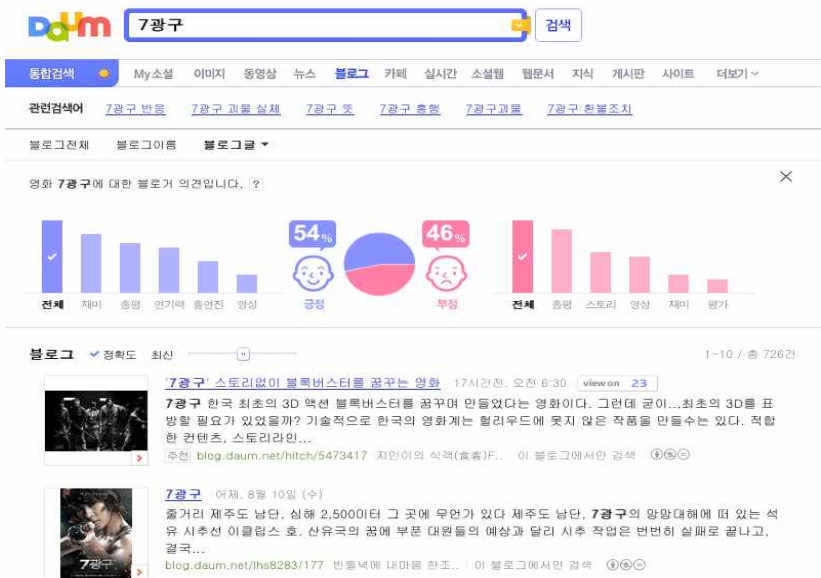 Daum 7광구 검색
통합검색 My소셜 이미지 동영상 뉴스 블로그 카페 실시간 소셜웹 웹문서 지식 게시판 사이트 더보기
관련검색어 7광구 반응 7광구 괴물 실체 7광구 뜻 7광구 흥행 7광구괴물 7광구 환불조치
블로그전체 블로그이름 블로그글
영화 7광구에 대한 블로거 의견입니다. ?
54% 46%
전체 재미 총평 연기력 출연진 영상 긍정 부정 전체 총평 스토리 영상 재미 평가
블로그 정확도 최신 1-10 / 총 726건
'7광구' 스토리없이 블록버스터를 꿈꾸는 영화 17시간전, 오전 6:30 view on 23
7광구 한국 최초의 3D 액션 블록버스터를 꿈꾸며 만들었다는 영화이다. 그런데 굳이...최초의 3D를 표
방할 필요가 있었을까? 기술적으로 한국의 영화계는 헐리우드에 못지 않은 작품을 만들수는 있다. 적합
한 컨텐츠, 스토리라인...
추천 blog.daum.net/hitch/5473417 지인이의 식객(食客)F.. 이 블로그에서만 검색
7광구 어제, 8월 10일 (수)
줄거리 제주도 남단, 심해 2,500미터 그 곳에 무언가 있다 제주도 남단, 7광구의 망망대해에 떠 있는 석
유 시추선 이클립스 호. 산유국의 꿈에 부푼 대원들의 예상과 달리 시추 작업은 번번히 실패로 끝나고,
결국...
7광구
blog.daum.net/lhs8283/177 빈들녘에 내마음 한조.. 이 블로그에서만 검색